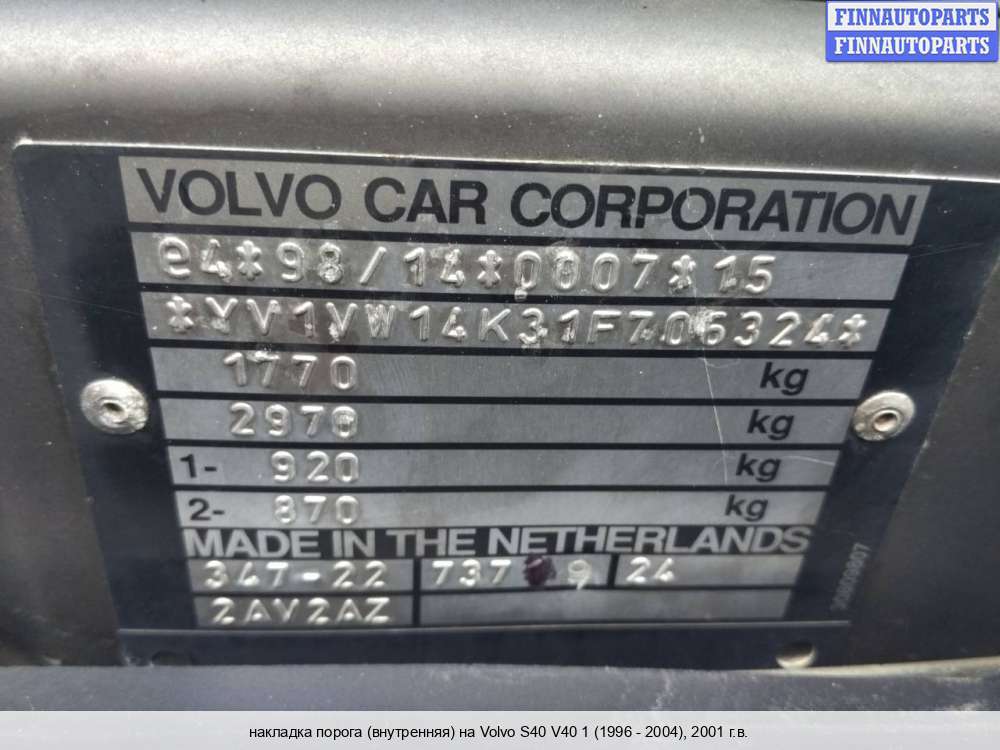 FINNAUTOPARTS
FINNAUTOPARTS
VOLVO CAR CORPORATION
e4*98/14*0007*15
*YV1VW14K31F706324*
1770 kg
2970 kg
1- 920 kg
2- 870 kg
MADE IN THE NETHERLANDS
347-22 737 9 24
2AY2AZ
накладка порога (внутренняя) на Volvo S40 V40 1 (1996 - 2004), 2001 г.в.